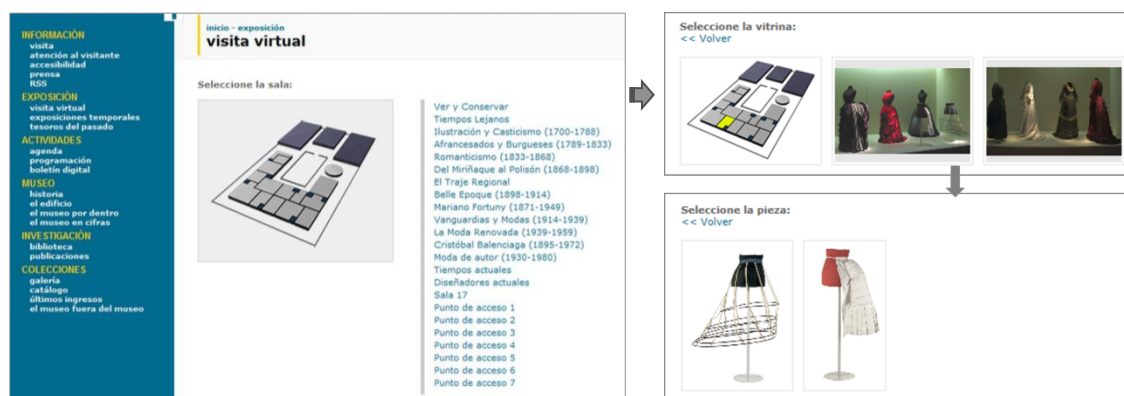 INFORMACIÓN
visita
atención al visitante
accesibilidad
prensa
RSS
EXPOSICIÓN
visita virtual
exposiciones temporales
tesoros del pasado
ACTIVIDADES
agenda
programación
boletín digital
MUSEO
historia
el edificio
el museo por dentro
el museo en cifras
INVESTIGACIÓN
biblioteca
publicaciones
COLECCIONES
galería
catálogo
últimos ingresos
el museo fuera del museo
inicio - exposición
visita virtual
Seleccione la sala:
Ver y Conservar
Tiempos Lejanos
Ilustración y Casticismo (1700-1788)
Afrancesados y Burgueses (1789-1833)
Romanticismo (1833-1868)
Del Miriñaque al Polisón (1868-1898)
El Traje Regional
Belle Epoque (1898-1914)
Mariano Fortuny (1871-1949)
Vanguardias y Modas (1914-1939)
La Moda Renovada (1939-1959)
Cristóbal Balenciaga (1895-1972)
Moda de autor (1930-1980)
Tiempos actuales
Diseñadores actuales
Sala 17
Punto de acceso 1
Punto de acceso 2
Punto de acceso 3
Punto de acceso 4
Punto de acceso 5
Punto de acceso 6
Punto de acceso 7
Seleccione la vitrina:
<< Volver
Seleccione la pieza:
<< Volver